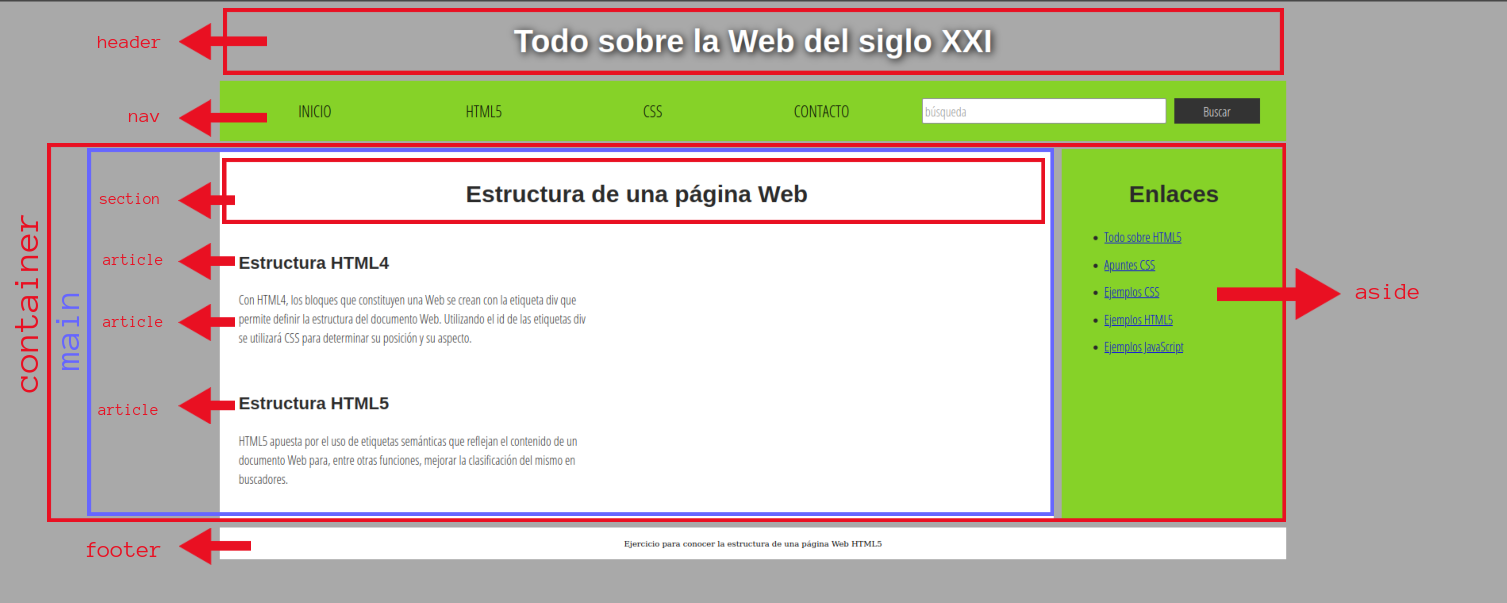 header
Todo sobre la Web del siglo XXI
nav
INICIO HTML5 CSS CONTACTO búsqueda Buscar
container
main
section
Estructura de una página Web
article
Estructura HTML4
article
Con HTML4, los bloques que constituyen una Web se crean con la etiqueta div que
permite definir la estructura del documento Web. Utilizando el id de las etiquetas div
se utilizará CSS para determinar su posición y su aspecto.
article
Estructura HTML5
HTML5 apuesta por el uso de etiquetas semánticas que reflejan el contenido de un
documento Web para, entre otras funciones, mejorar la clasificación del mismo en
buscadores.
Enlaces
Todo sobre HTML5
Apuntes CSS
Ejemplos CSS
Ejemplos HTML5
Ejemplos JavaScript
aside
footer
Ejercicio para conocer la estructura de una página Web HTML5